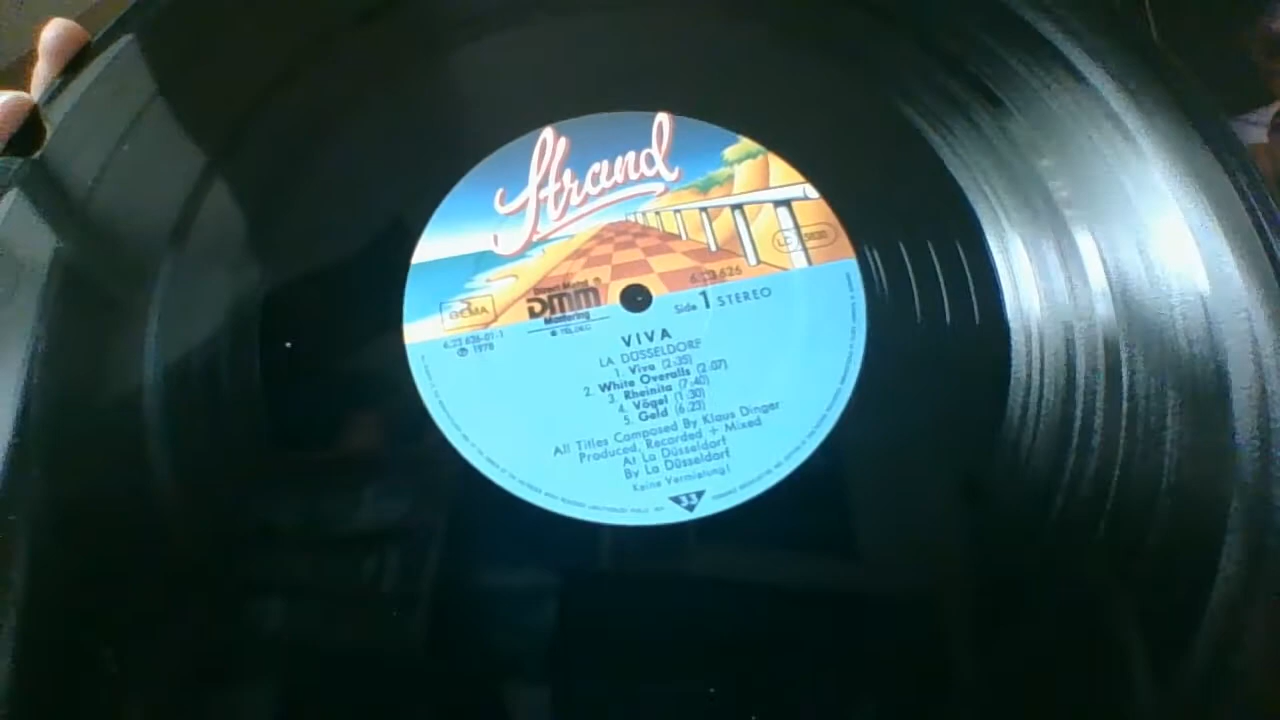 Strand
LC 5830
GEMA
Direct Metal
DMM
Mastering
® TELDEC
6.23 626
Side 1 STEREO
6.23 626-01-1
℗ 1978
VIVA
LA DÜSSELDORF
1. Viva (2:35)
2. White Overalls (2:07)
3. Rheinita (7:40)
4. Vögel (1:30)
5. Geld (6:23)
All Titles Composed By Klaus Dinger
Produced, Recorded + Mixed
At La Düsseldorf
By La Düsseldorf
Keine Vermietung!
33